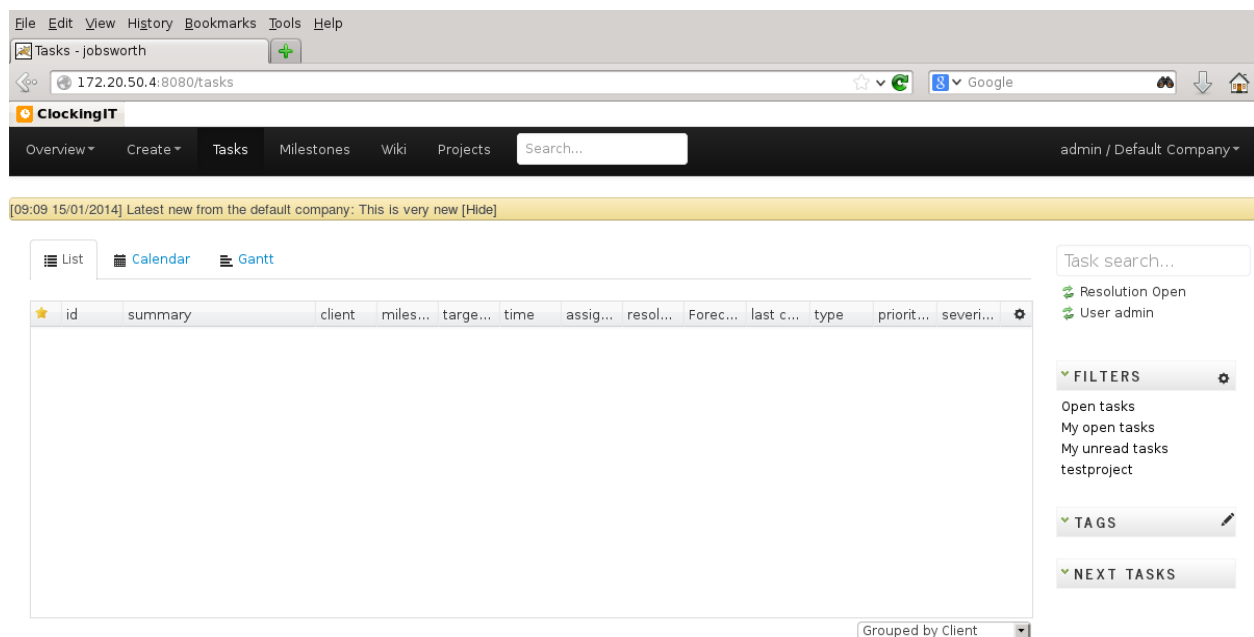 File Edit View History Bookmarks Tools Help
Tasks - jobsworth
172.20.50.4:8080/tasks
Google
ClockingIT
Overview Create Tasks Milestones Wiki Projects Search... admin / Default Company
[09:09 15/01/2014] Latest new from the default company: This is very new [Hide]
List Calendar Gantt
Task search...
Resolution Open
User admin
id summary client miles... targe... time assig... resol... Forec... last c... type priorit... severi...
FILTERS
Open tasks
My open tasks
My unread tasks
testproject
TAGS
NEXT TASKS
Grouped by Client